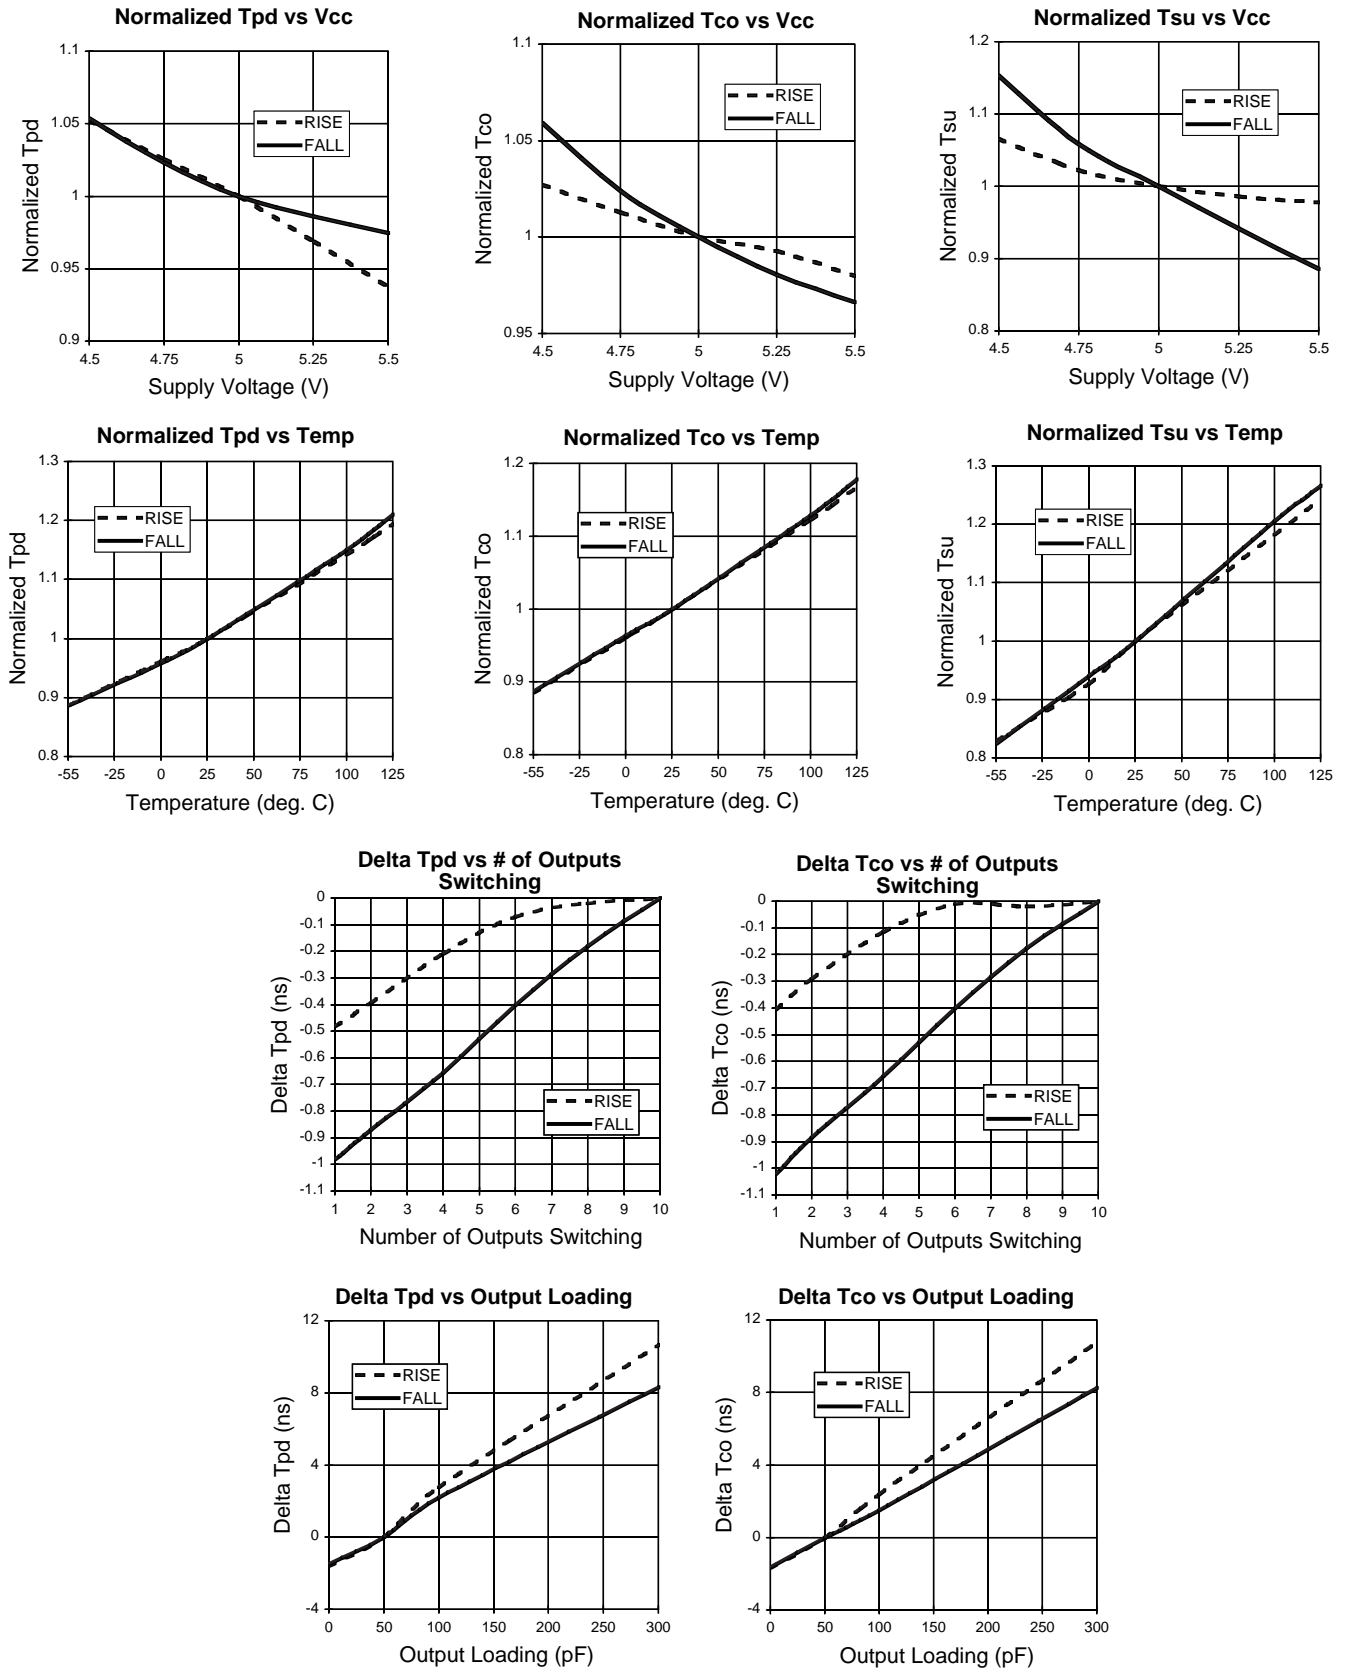 Normalized Tpd vs Vcc
Normalized Tpd
1.1
1.05
1
0.95
0.9
RISE
FALL
4.5 4.75 5 5.25 5.5
Supply Voltage (V)
Normalized Tco vs Vcc
Normalized Tco
1.1
1.05
1
0.95
RISE
FALL
4.5 4.75 5 5.25 5.5
Supply Voltage (V)
Normalized Tsu vs Vcc
Normalized Tsu
1.2
1.1
1
0.9
0.8
RISE
FALL
4.5 4.75 5 5.25 5.5
Supply Voltage (V)
Normalized Tpd vs Temp
Normalized Tpd
1.3
1.2
1.1
1
0.9
0.8
RISE
FALL
-55 -25 0 25 50 75 100 125
Temperature (deg. C)
Normalized Tco vs Temp
Normalized Tco
1.2
1.1
1
0.9
0.8
RISE
FALL
-55 -25 0 25 50 75 100 125
Temperature (deg. C)
Normalized Tsu vs Temp
Normalized Tsu
1.3
1.2
1.1
1
0.9
0.8
RISE
FALL
-55 -25 0 25 50 75 100 125
Temperature (deg. C)
Delta Tpd vs # of Outputs
Switching
Delta Tpd (ns)
0
-0.1
-0.2
-0.3
-0.4
-0.5
-0.6
-0.7
-0.8
-0.9
-1
-1.1
RISE
FALL
1 2 3 4 5 6 7 8 9 10
Number of Outputs Switching
Delta Tco vs # of Outputs
Switching
Delta Tco (ns)
0
-0.1
-0.2
-0.3
-0.4
-0.5
-0.6
-0.7
-0.8
-0.9
-1
-1.1
RISE
FALL
1 2 3 4 5 6 7 8 9 10
Number of Outputs Switching
Delta Tpd vs Output Loading
Delta Tpd (ns)
12
8
4
0
-4
RISE
FALL
0 50 100 150 200 250 300
Output Loading (pF)
Delta Tco vs Output Loading
Delta Tco (ns)
12
8
4
0
-4
RISE
FALL
0 50 100 150 200 250 300
Output Loading (pF)